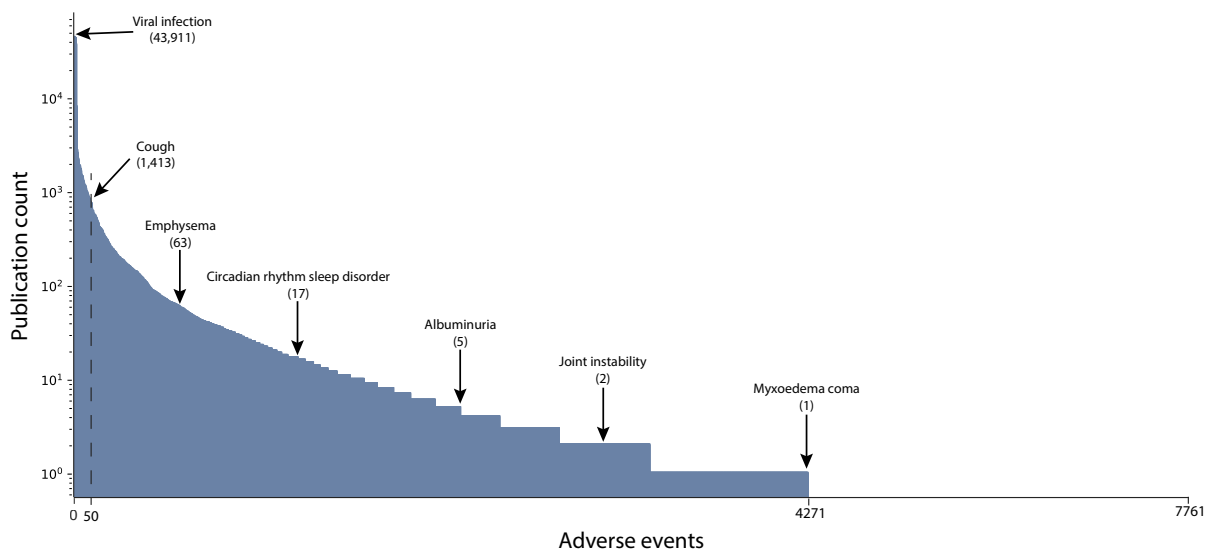 Viral infection
(43,911)
10⁴
Cough
(1,413)
10³
Emphysema
(63)
10²
Circadian rhythm sleep disorder
(17)
Albuminuria
(5)
10¹
Joint instability
(2)
Myxoedema coma
(1)
10⁰
Publication count
0 50 4271 7761
Adverse events